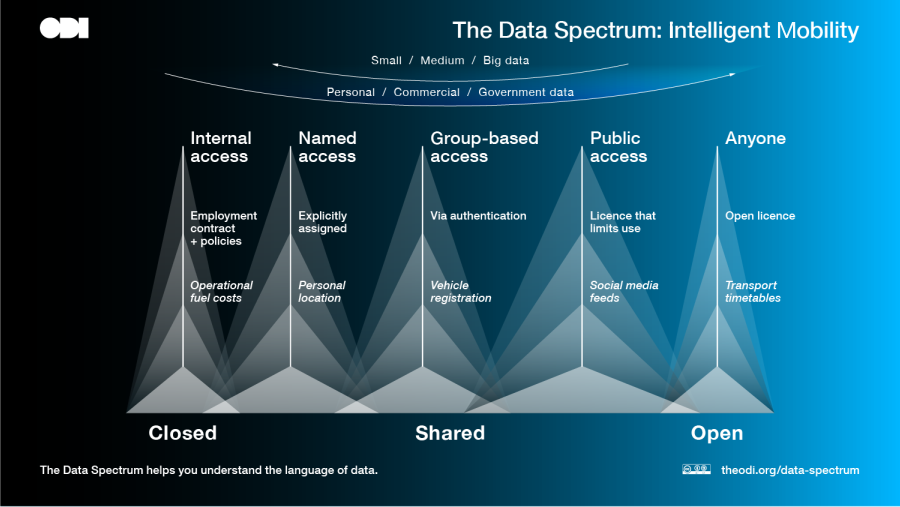 ODI
The Data Spectrum: Intelligent Mobility
Small / Medium / Big data
Personal / Commercial / Government data
Internal
access
Named
access
Group-based
access
Public
access
Anyone
Employment
contract
+ policies
Explicitly
assigned
Via authentication
Licence that
limits use
Open licence
Operational
fuel costs
Personal
location
Vehicle
registration
Social media
feeds
Transport
timetables
Closed
Shared
Open
The Data Spectrum helps you understand the language of data.
theodi.org/data-spectrum